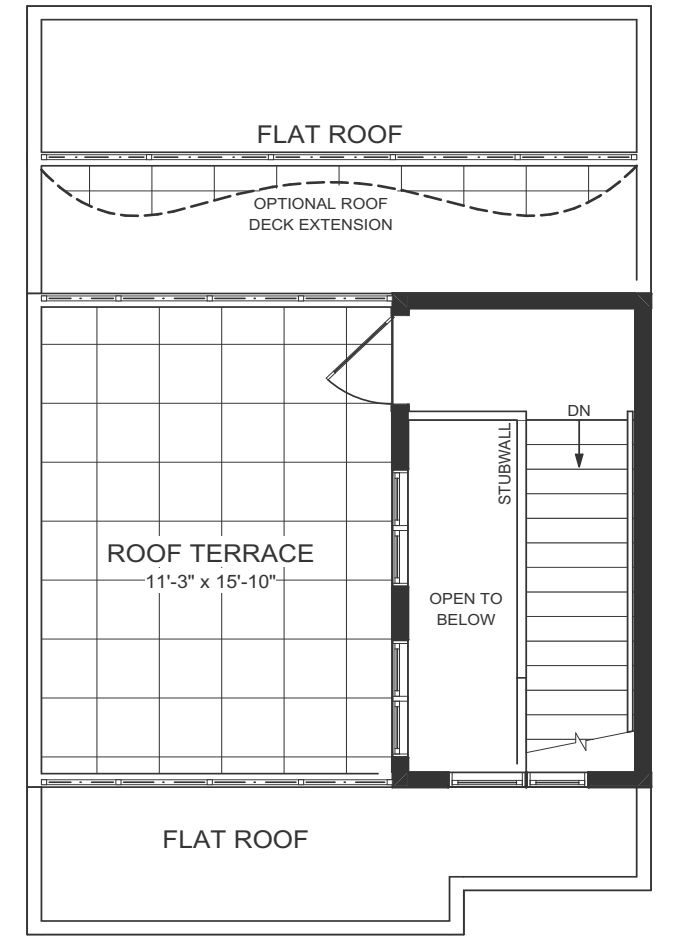 FLAT ROOF
OPTIONAL ROOF
DECK EXTENSION
DN
STUBWALL
ROOF TERRACE
11'-3" x 15'-10"
OPEN TO
BELOW
FLAT ROOF